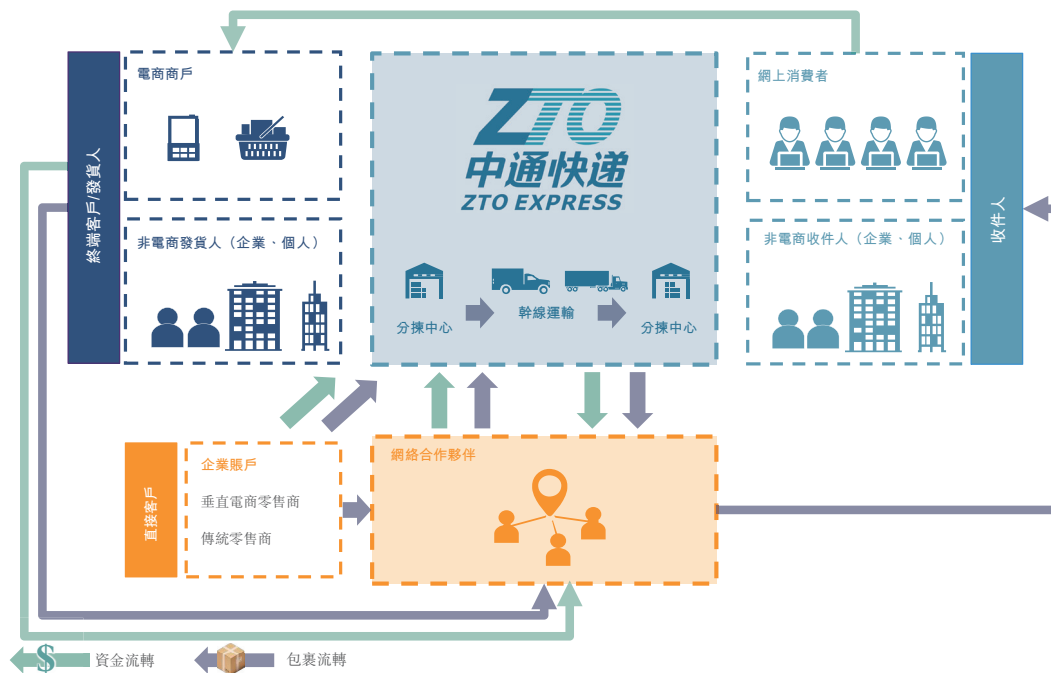 終端客戶/發貨人
電商商戶
非電商發貨人（企業、個人）
ZTO
中通快递
ZTO EXPRESS
分揀中心
幹線運輸
分揀中心
網上消費者
非電商收件人（企業、個人）
收件人
直接客戶
企業賬戶
垂直電商零售商
傳統零售商
網絡合作夥伴
$
資金流轉
包裹流轉